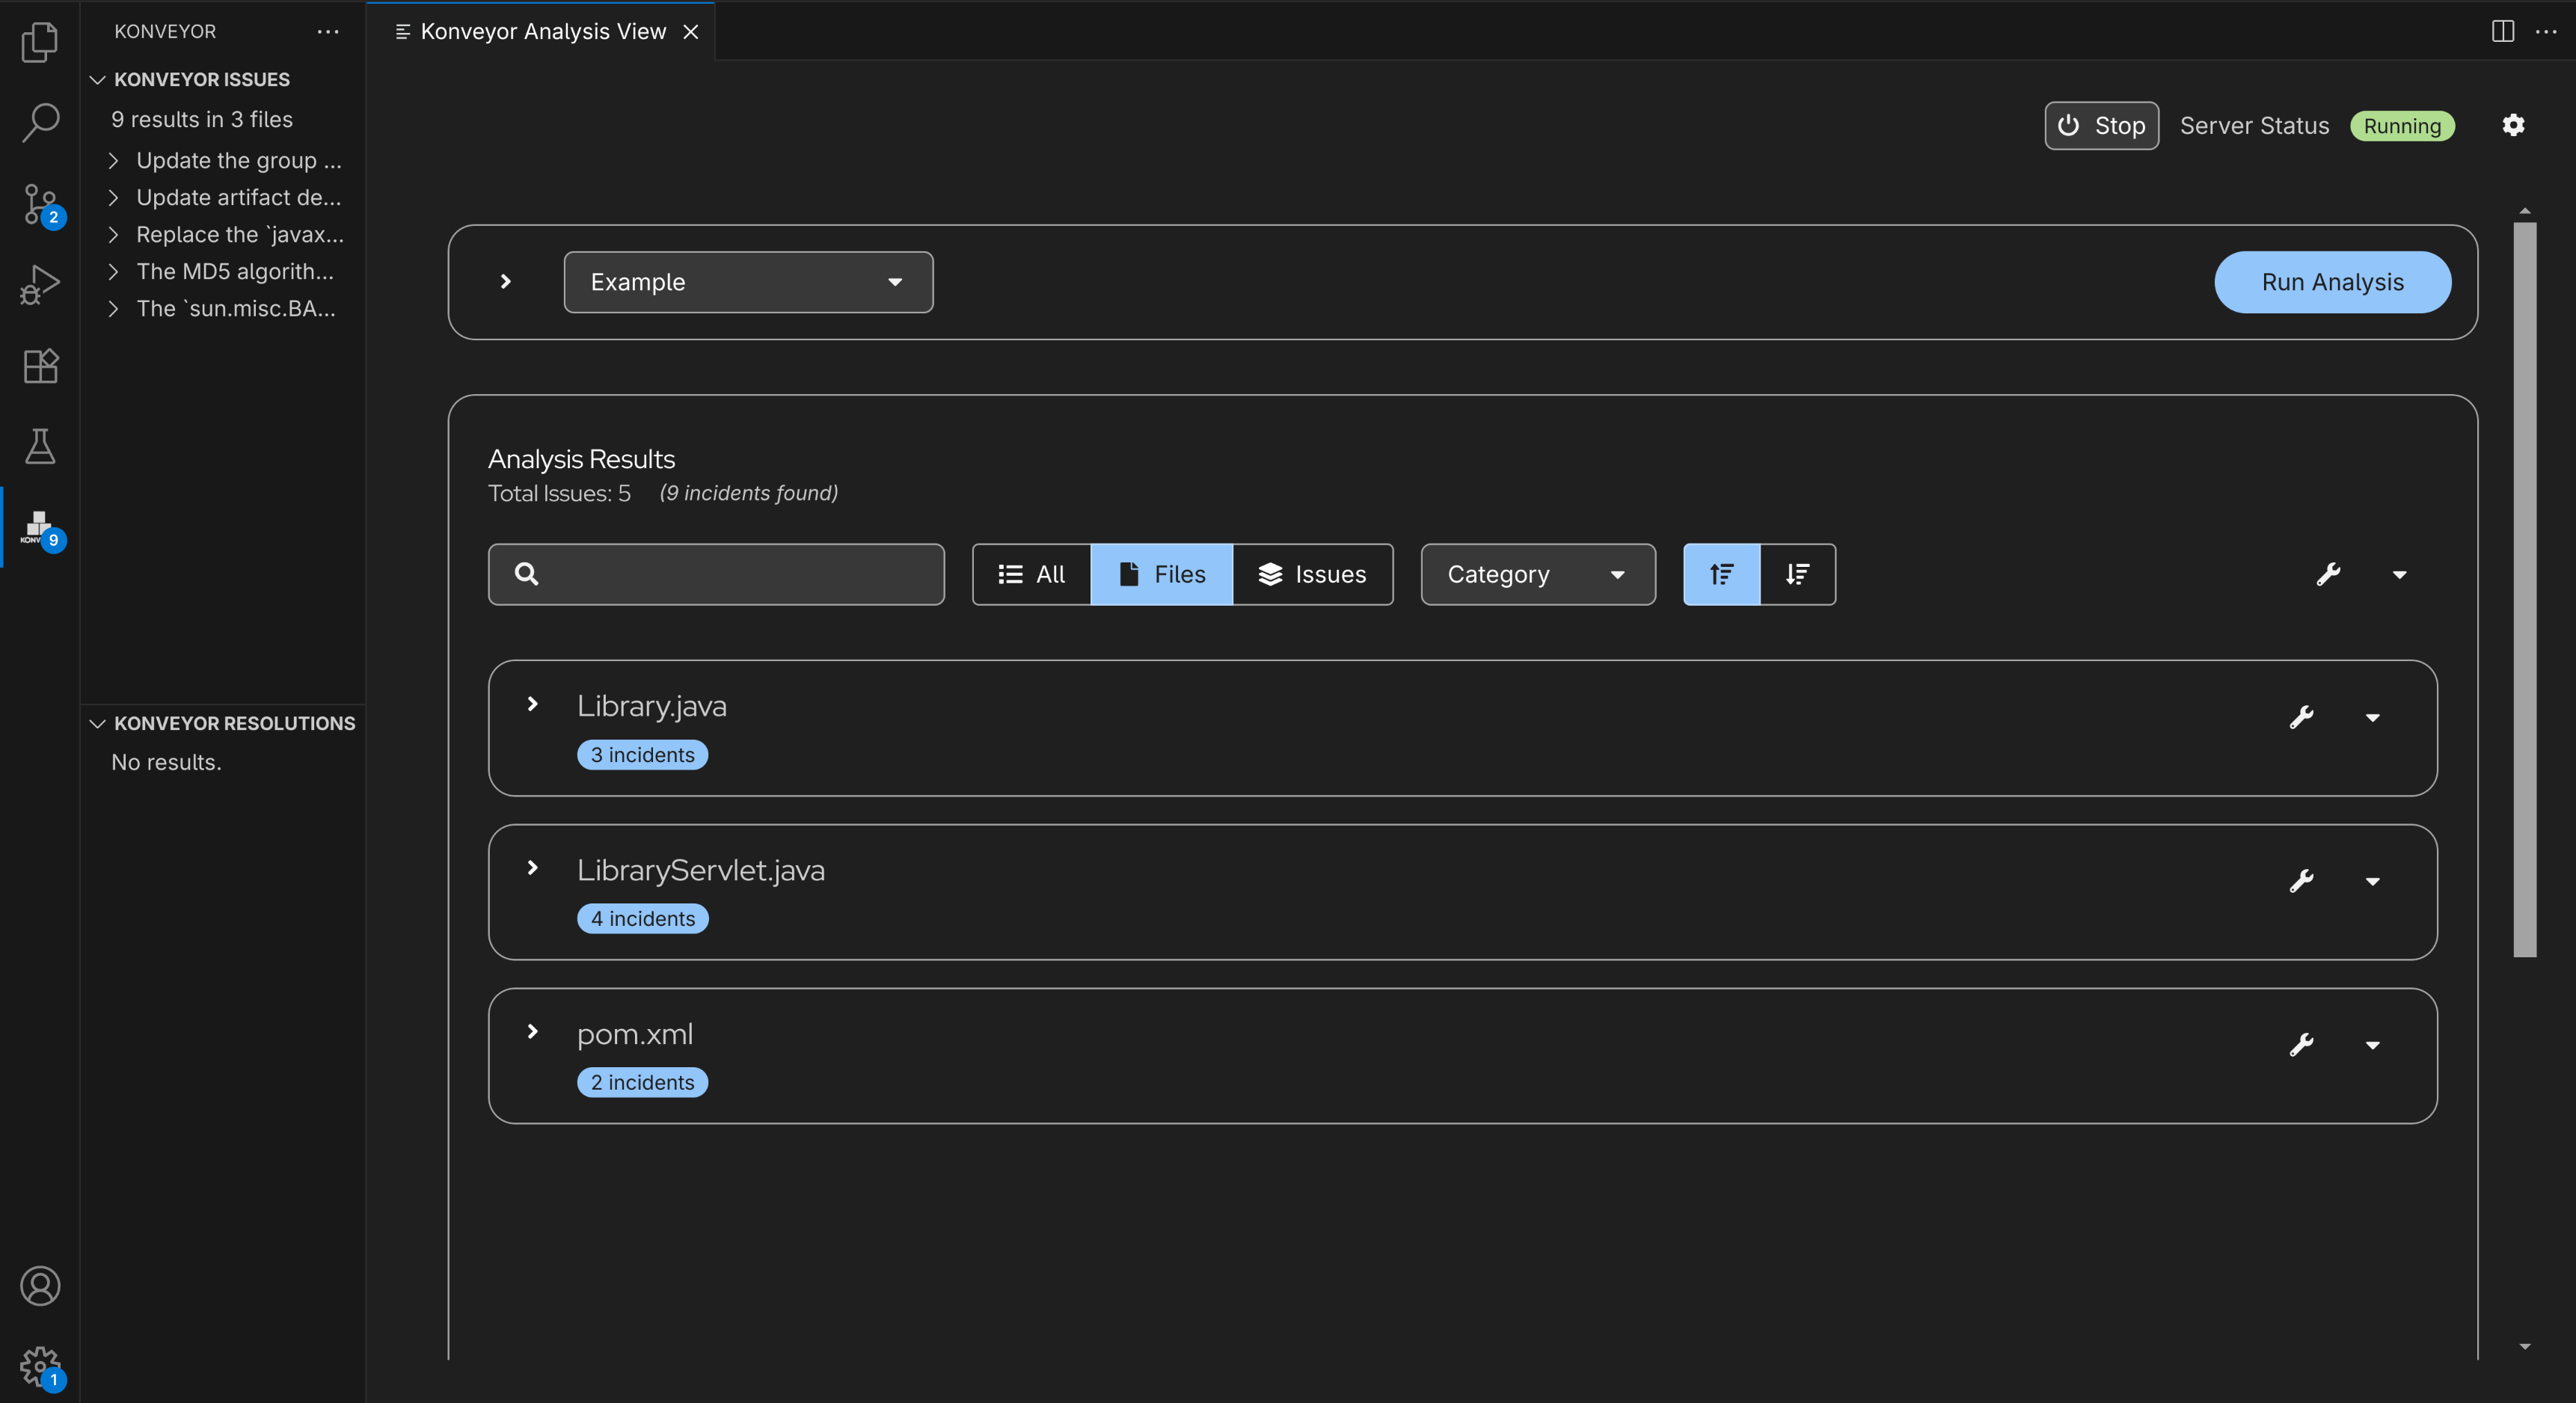 KONVEYOR
KONVEYOR ISSUES
9 results in 3 files
Update the group ...
Update artifact de...
Replace the `javax...
The MD5 algorith...
The `sun.misc.BA...
KONVEYOR RESOLUTIONS
No results.
2
9
1
Konveyor Analysis View
Stop
Server Status
Running
Example
Run Analysis
Analysis Results
Total Issues: 5 (9 incidents found)
All
Files
Issues
Category
Library.java
3 incidents
LibraryServlet.java
4 incidents
pom.xml
2 incidents